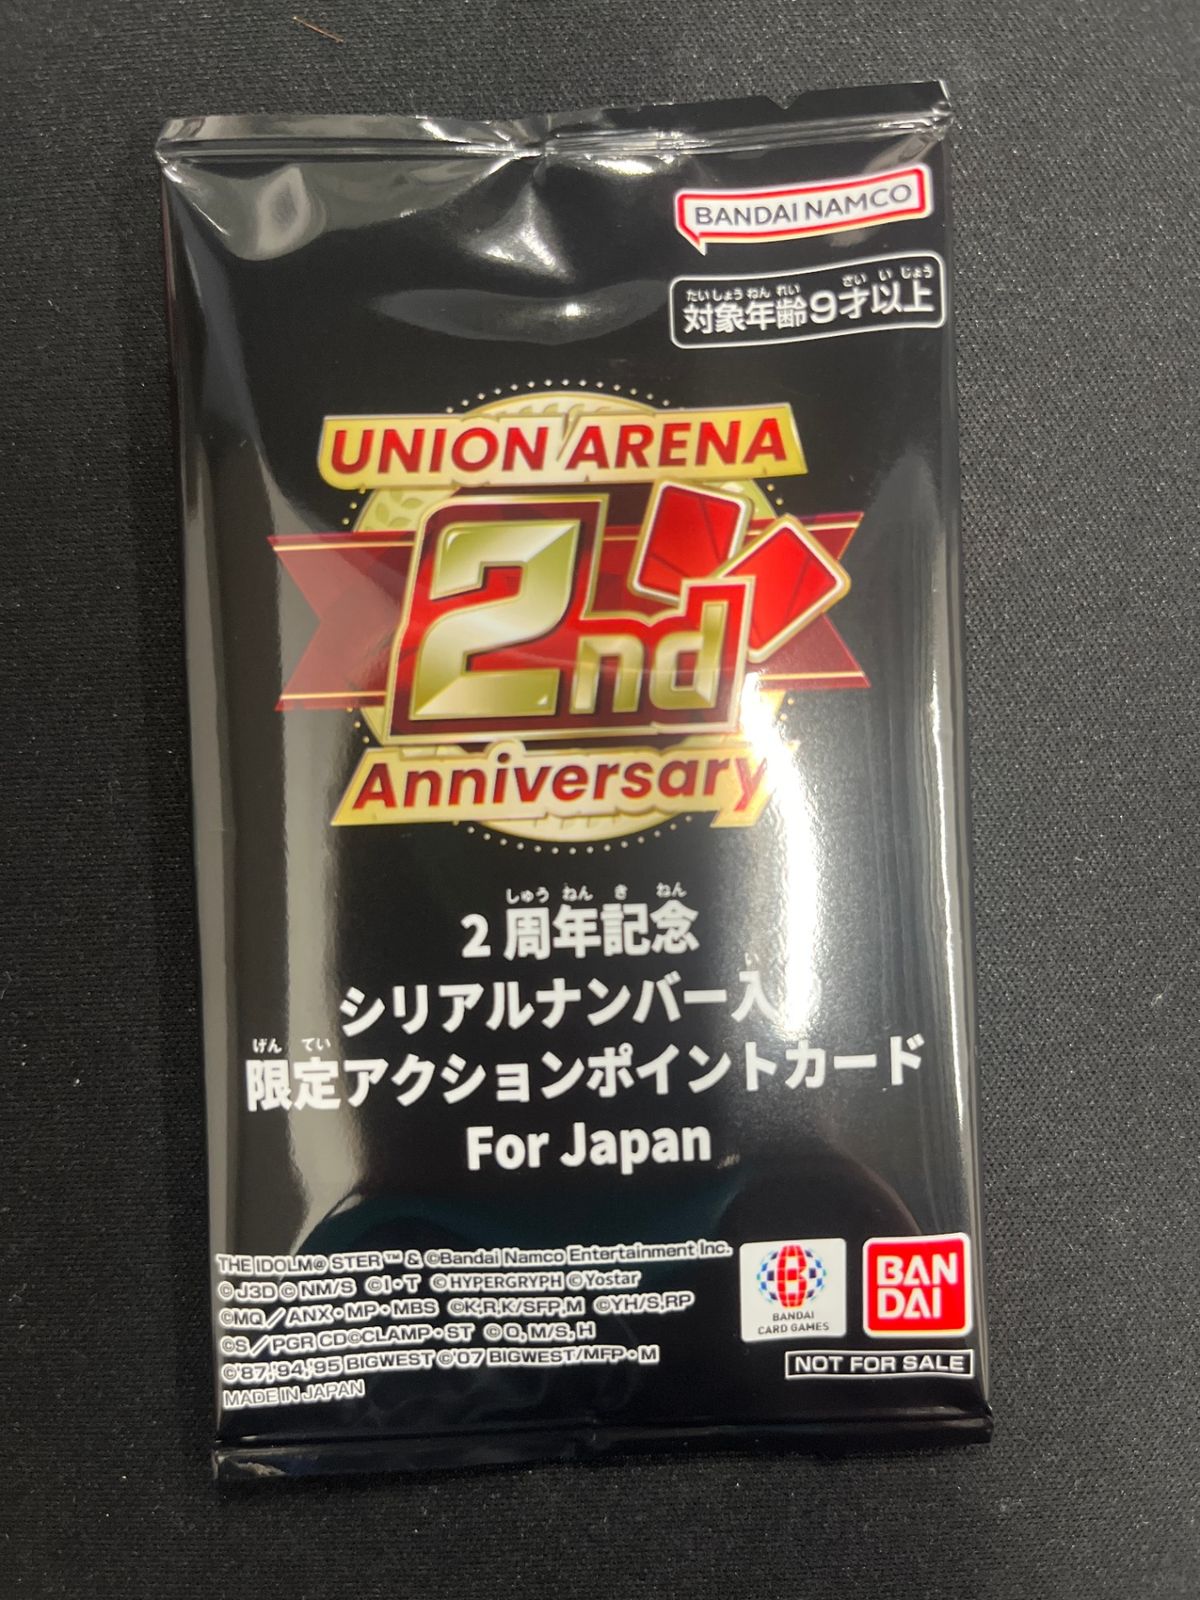 BANDAI NAMCO
たいしょうねんれい さいいじょう
対象年齢9才以上
UNION ARENA
2nd
Anniversary
しゅうねんきねん
2周年記念
シリアルナンバー入
げんてい
限定アクションポイントカード
For Japan
THE IDOLM@STER™ & ©Bandai Namco Entertainment Inc.
©J3D ©NM/S ©I・T ©HYPERGRYPH ©Yostar
©MQ/ANX・MP・MBS ©K,R,K/SFP,M ©YH/S,RP
©S/PGR CD©CLAMP・ST ©O,M/S,H
©'87,'94,'95 BIGWEST ©'07 BIGWEST/MFP・M
MADE IN JAPAN
BANDAI
CARD GAMES
BAN
DAI
NOT FOR SALE